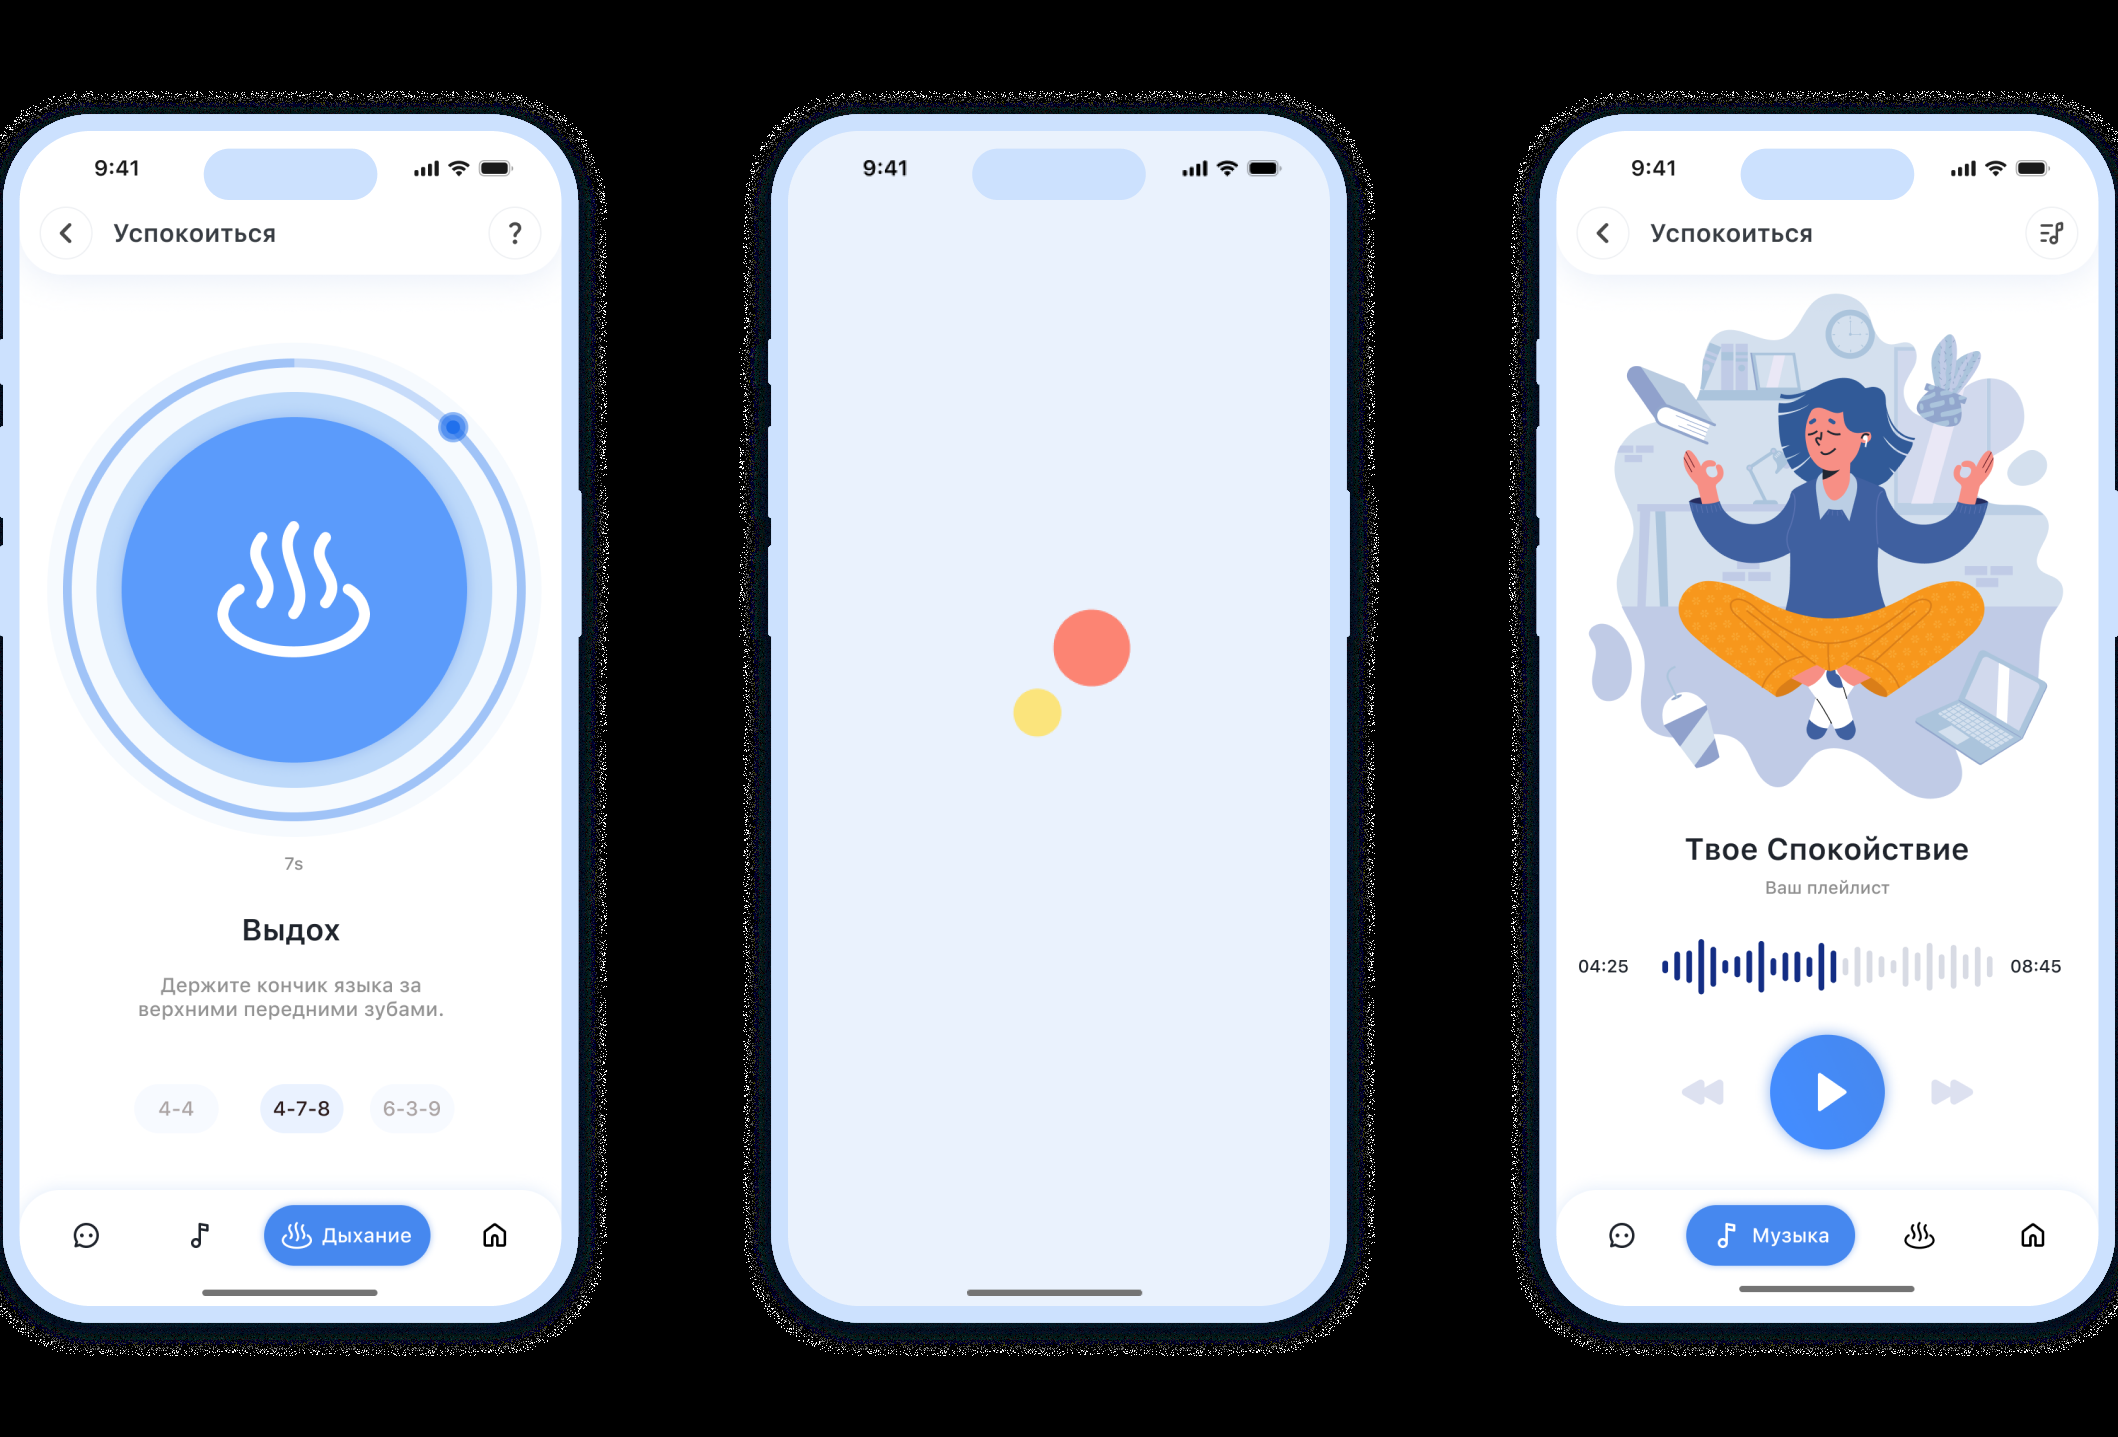 9:41
Успокоиться
?
7s
Выдох
Держите кончик языка за
верхними передними зубами.
4-4
4-7-8
6-3-9
Дыхание
9:41
9:41
Успокоиться
Твое Спокойствие
Ваш плейлист
04:25
08:45
Музыка